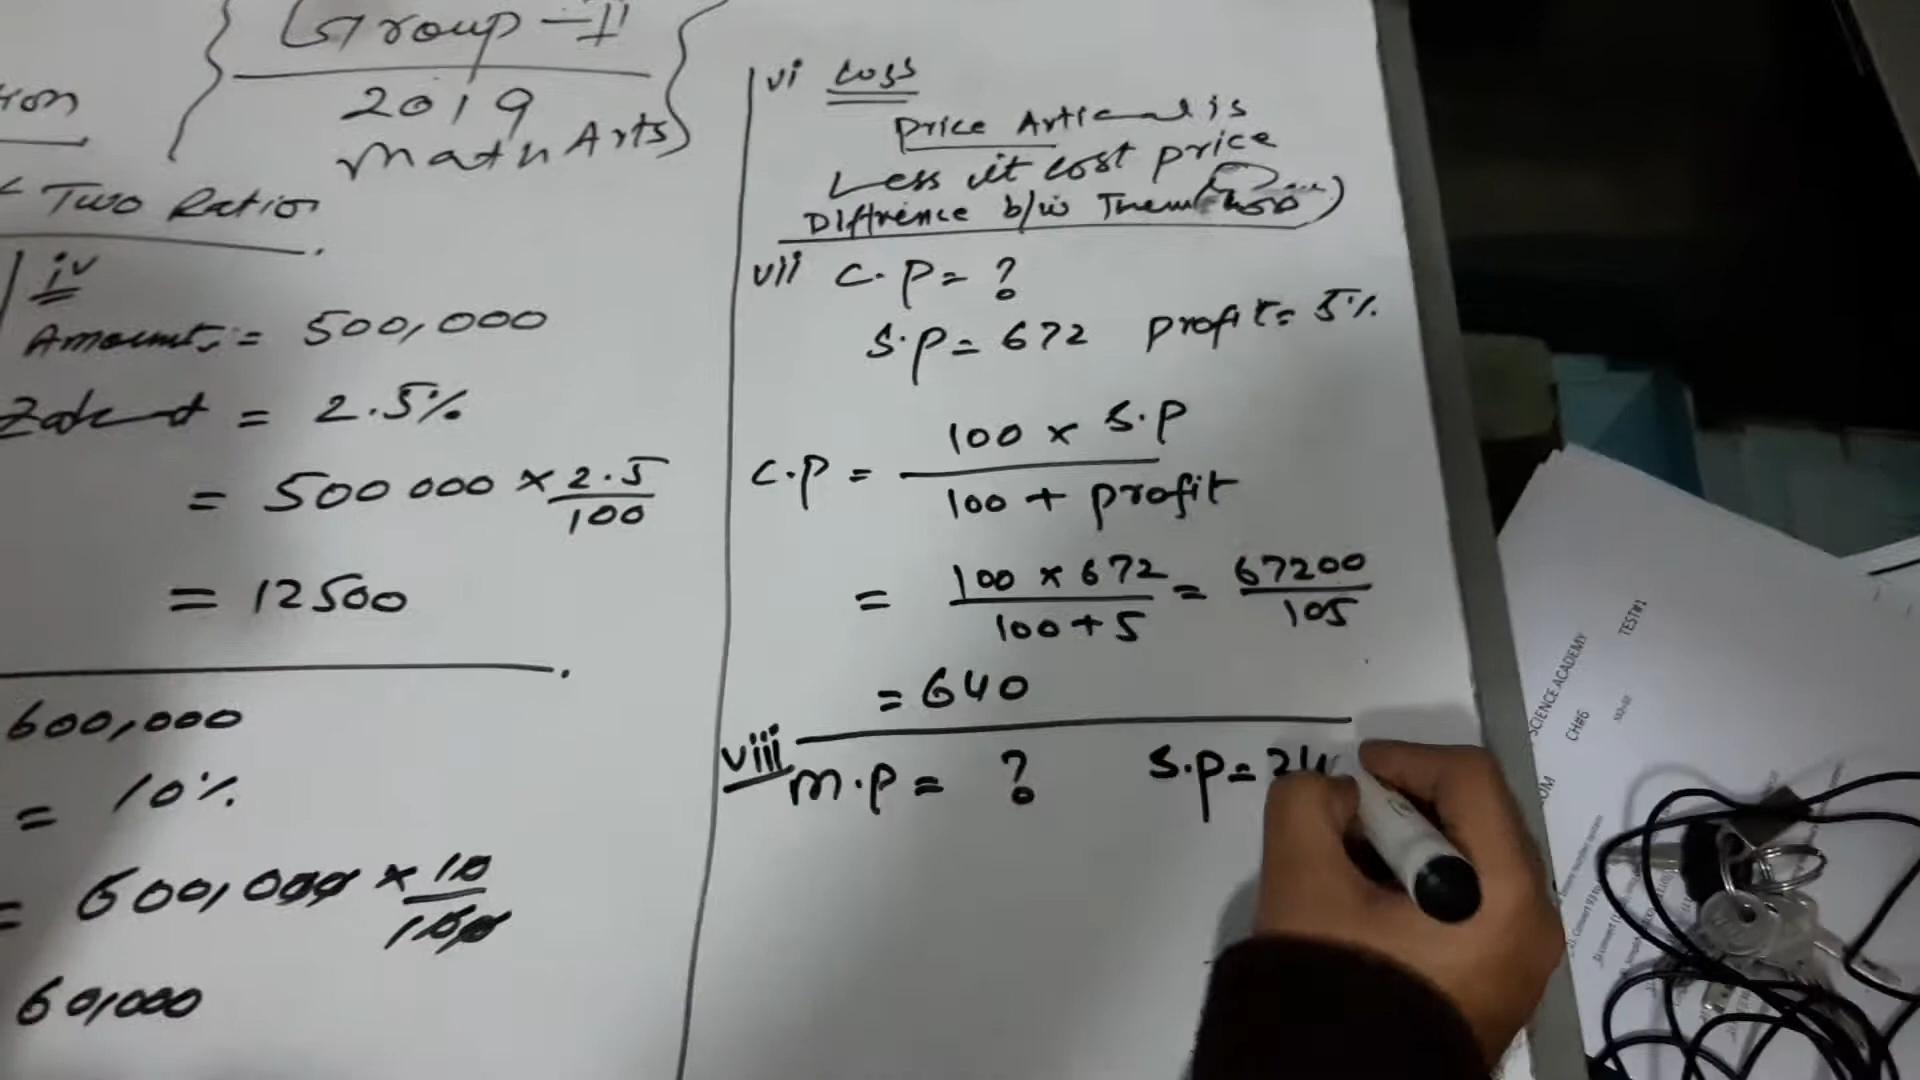 Group-II
2019
Math Arts
Two Ration
iv
Amount = 500,000
= 2.5%
= 500000 × 2.5/100
= 12500
600,000
= 10%
= 600,000 × 10/100
60,000
vi Loss
Price Artical is
Less it cost price
Diffrence b/w Them
vii C.P = ?
S.P = 672 profit = 5%
C.P = 100 × S.P / 100 + profit
= 100 × 672 / 100 + 5 = 67200 / 105
= 640
viii m.p = ? S.P = 24
SCIENCE ACADEMY
TEST#1
CH#6